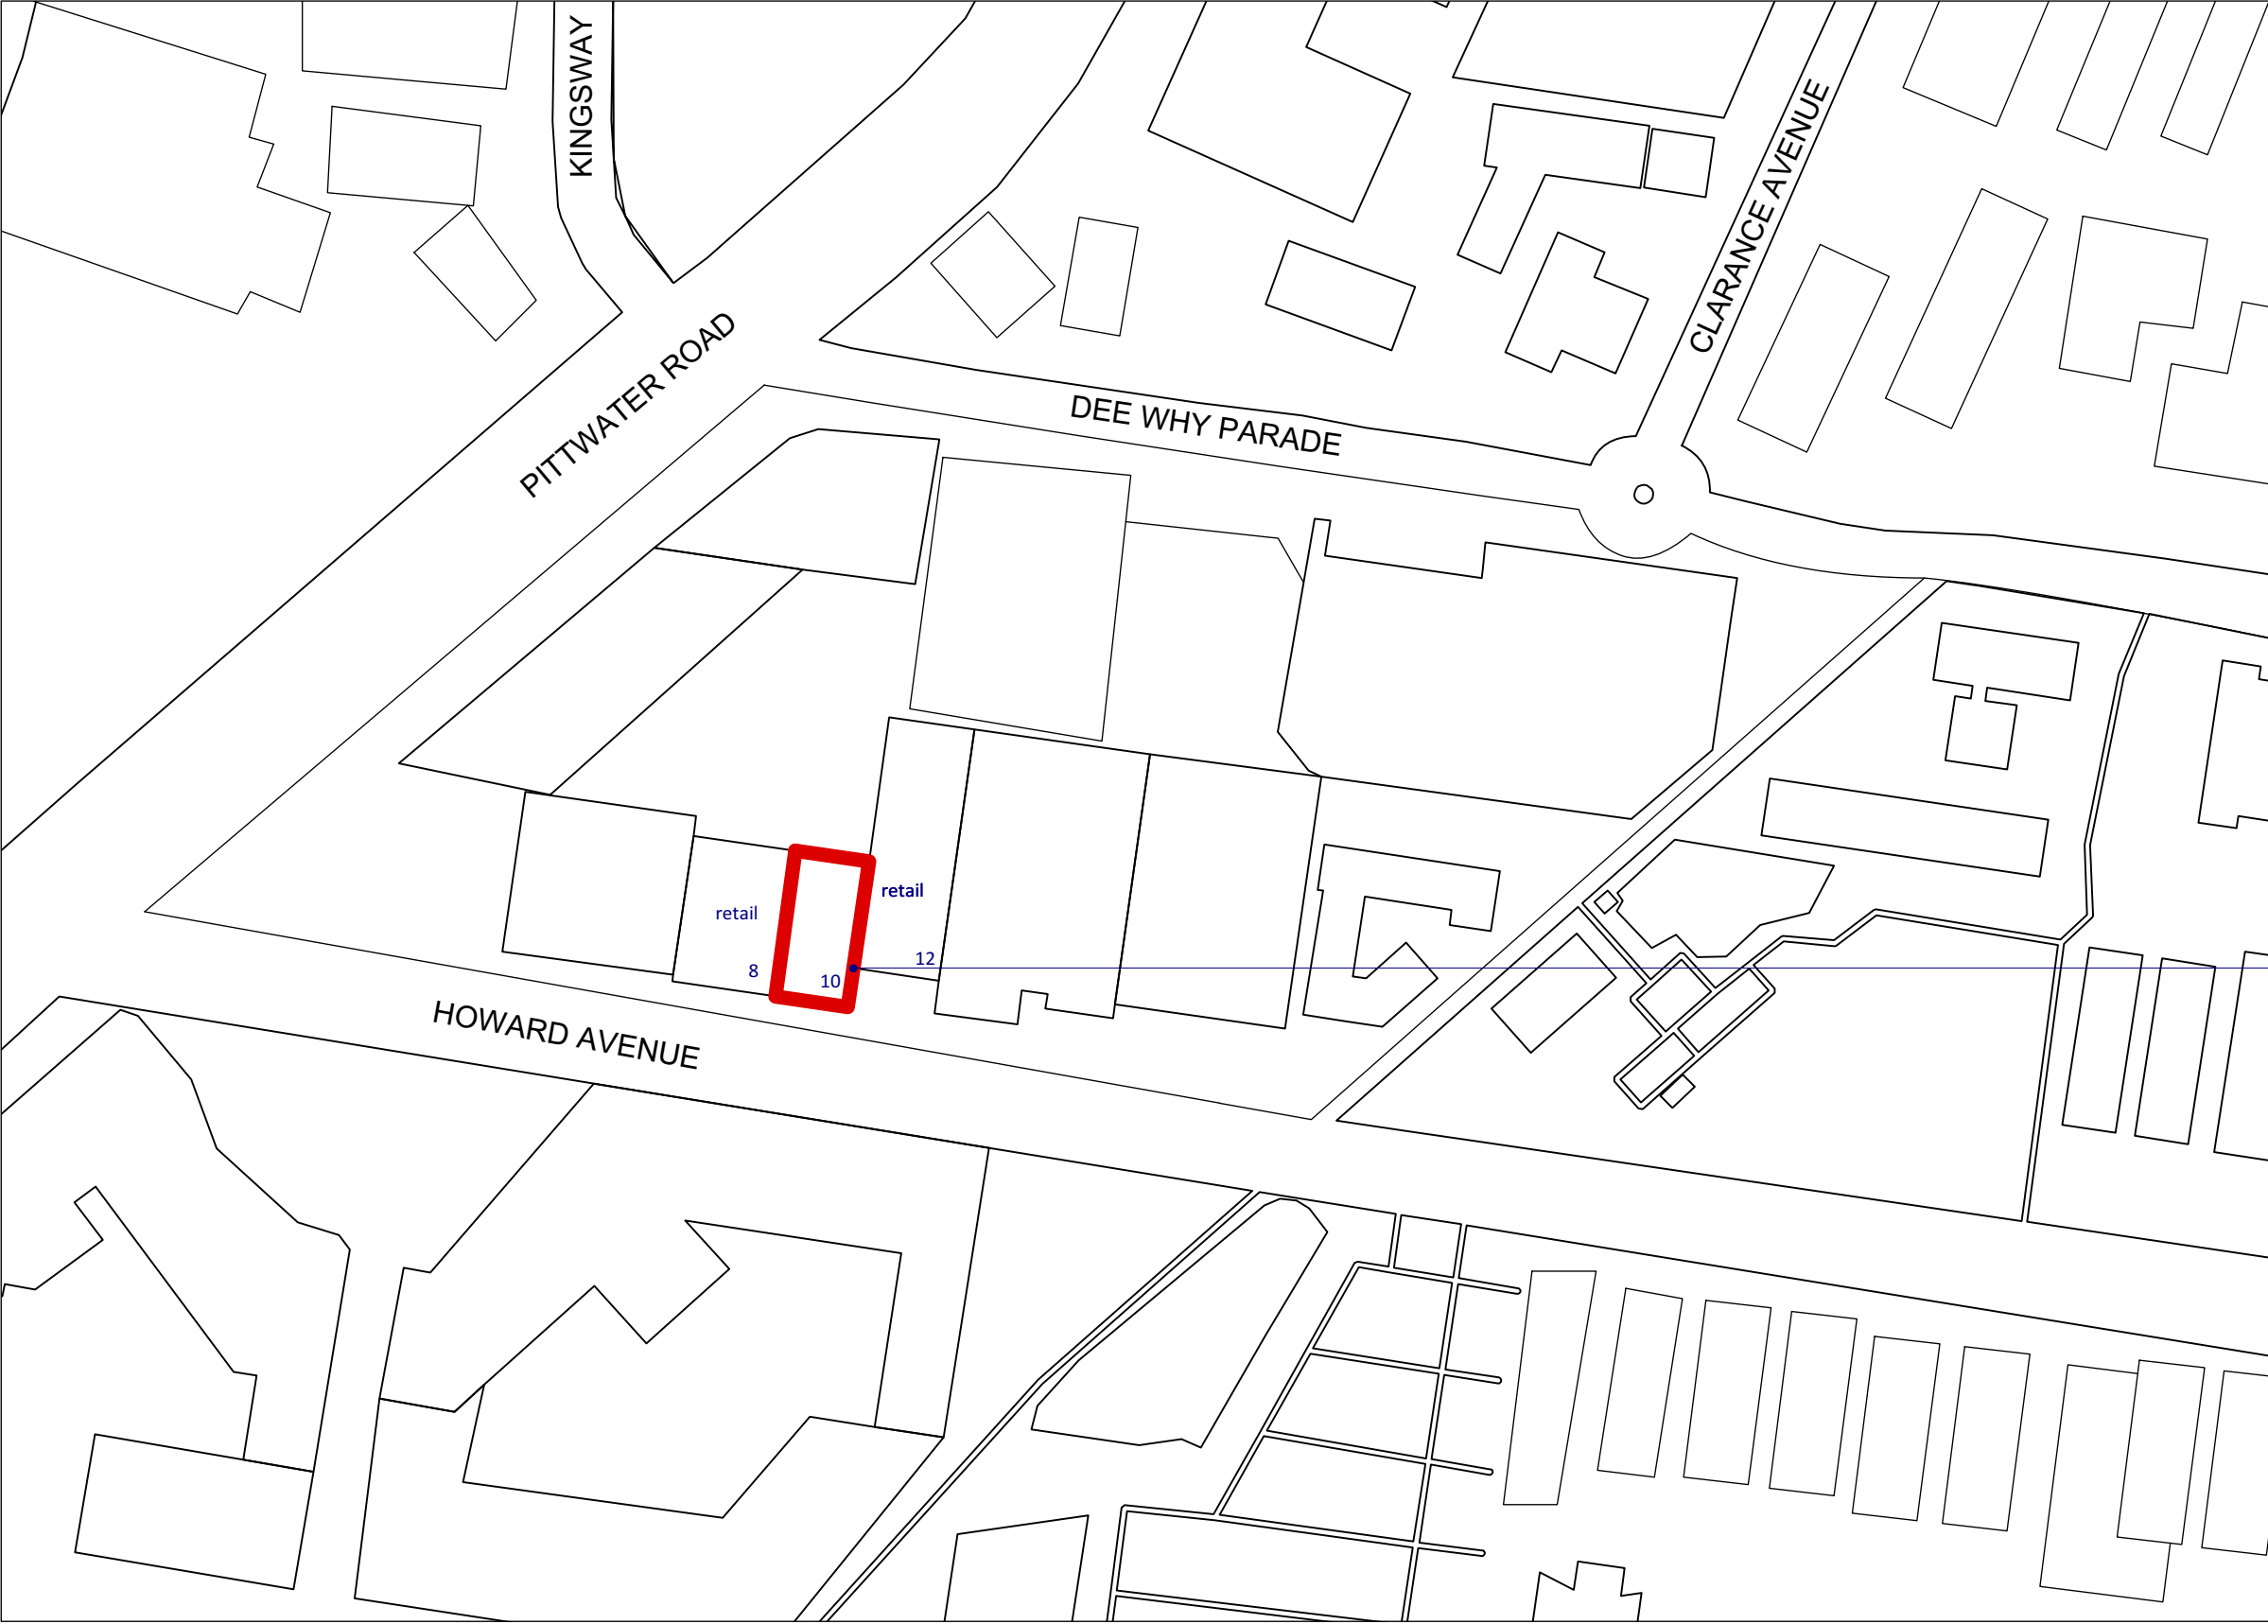 KINGSWAY
CLARANCE AVENUE
PITTWATER ROAD
DEE WHY PARADE
retail
retail
12
8
10
HOWARD AVENUE